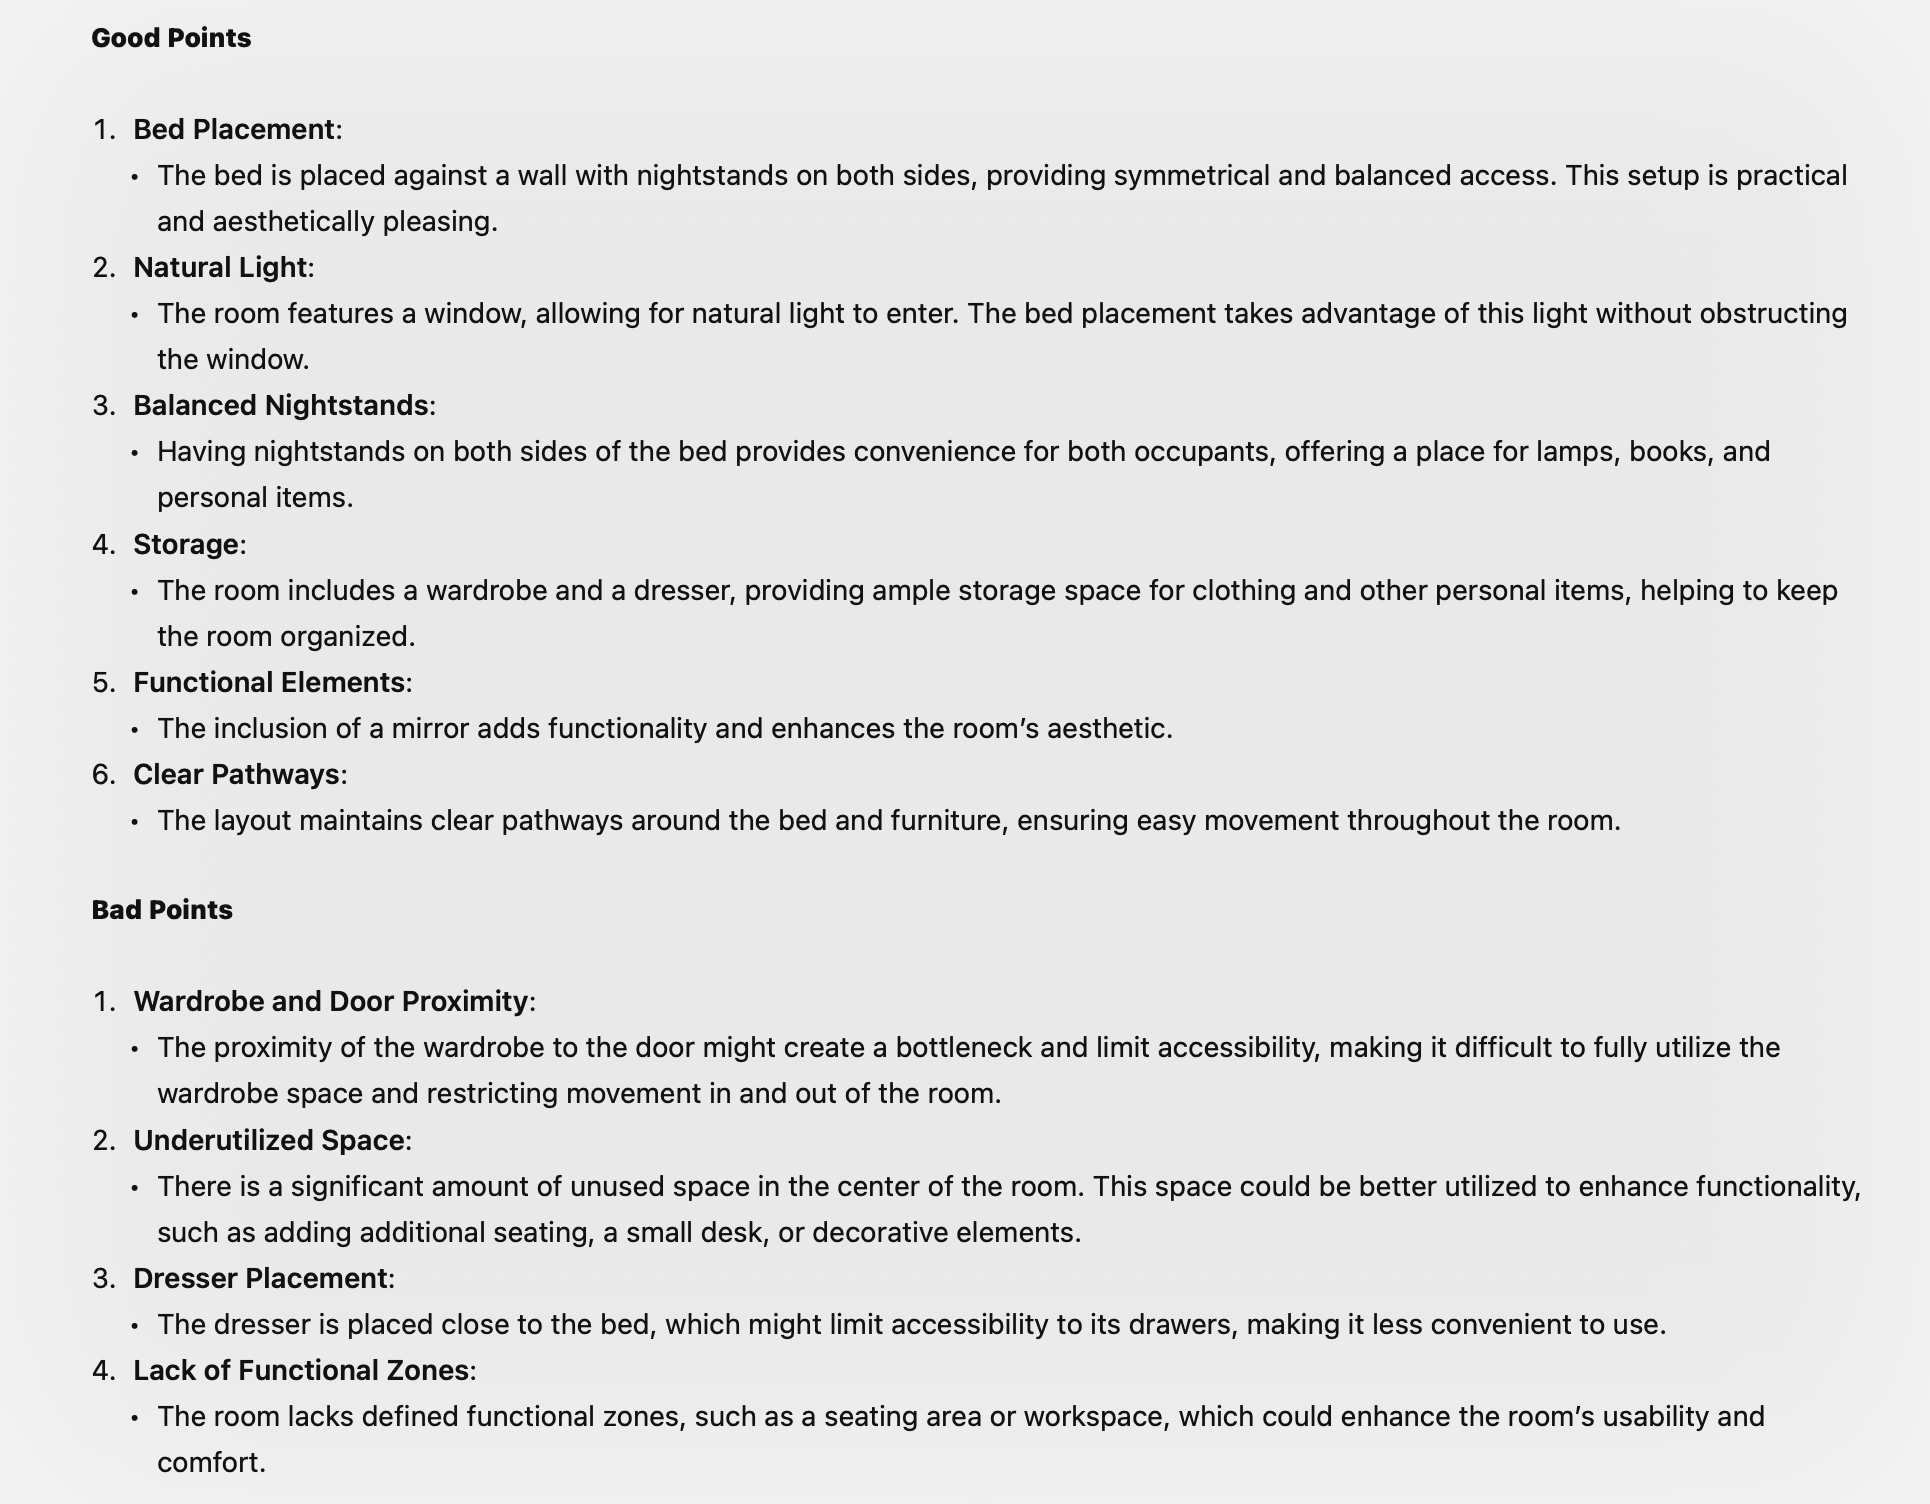 Good Points
1. Bed Placement:
• The bed is placed against a wall with nightstands on both sides, providing symmetrical and balanced access. This setup is practical
and aesthetically pleasing.
2. Natural Light:
• The room features a window, allowing for natural light to enter. The bed placement takes advantage of this light without obstructing
the window.
3. Balanced Nightstands:
• Having nightstands on both sides of the bed provides convenience for both occupants, offering a place for lamps, books, and
personal items.
4. Storage:
• The room includes a wardrobe and a dresser, providing ample storage space for clothing and other personal items, helping to keep
the room organized.
5. Functional Elements:
• The inclusion of a mirror adds functionality and enhances the room’s aesthetic.
6. Clear Pathways:
• The layout maintains clear pathways around the bed and furniture, ensuring easy movement throughout the room.
Bad Points
1. Wardrobe and Door Proximity:
• The proximity of the wardrobe to the door might create a bottleneck and limit accessibility, making it difficult to fully utilize the
wardrobe space and restricting movement in and out of the room.
2. Underutilized Space:
• There is a significant amount of unused space in the center of the room. This space could be better utilized to enhance functionality,
such as adding additional seating, a small desk, or decorative elements.
3. Dresser Placement:
• The dresser is placed close to the bed, which might limit accessibility to its drawers, making it less convenient to use.
4. Lack of Functional Zones:
• The room lacks defined functional zones, such as a seating area or workspace, which could enhance the room’s usability and
comfort.